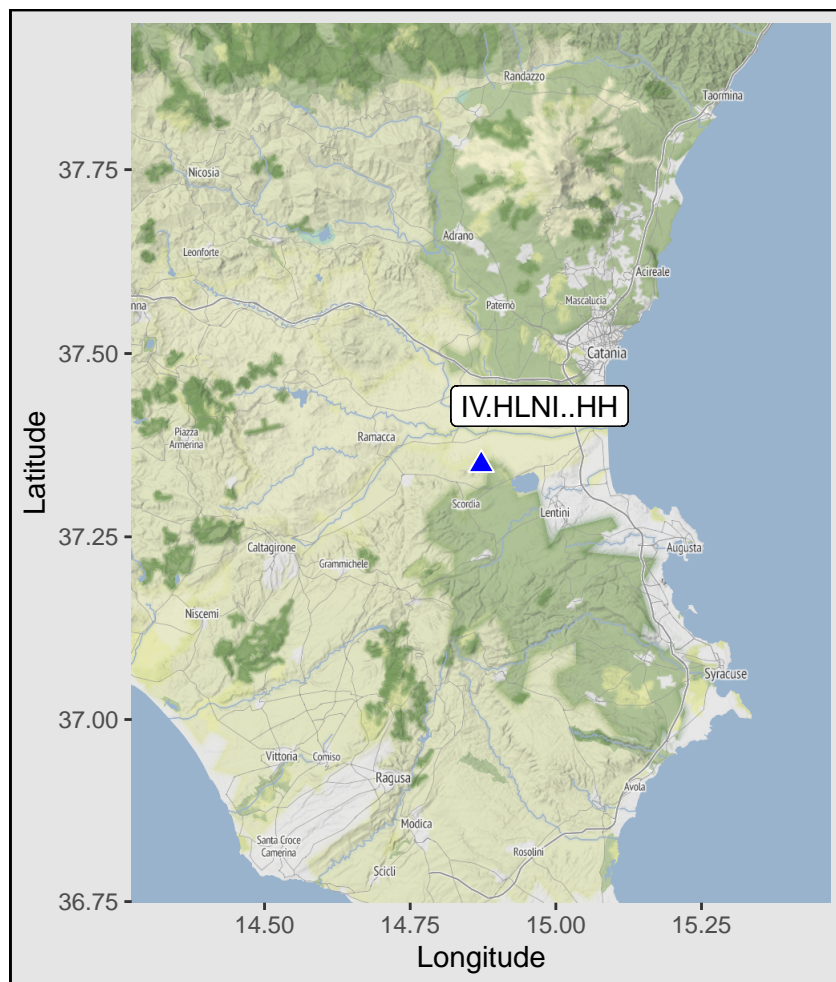 Randazzo
Taormina
37.75
Nicosia
Adrano
Leonforte
Acireale
nna
Paternò
Mascalucia
37.50
Catania
IV.HLNI..HH
Piazza
Armerina
Ramacca
Latitude
Scordia
Lentini
37.25
Caltagirone
Augusta
Grammichele
Niscemi
Syracuse
37.00
Vittoria
Comiso
Ragusa
Avola
Modica
Santa Croce
Camerina
Rosolini
Scicli
36.75
14.50 14.75 15.00 15.25
Longitude